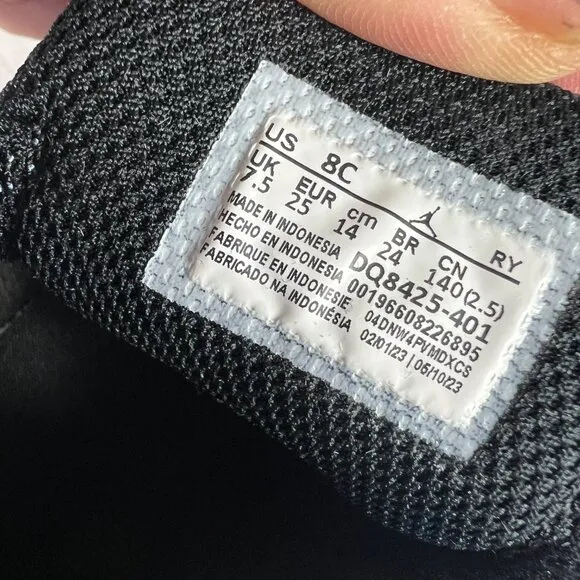 US 8C
UK EUR cm BR CN RY
7.5 25 14 24 140(2.5)
MADE IN INDONESIA DQ8425-401
HECHO EN INDONESIA 00196608226895
FABRIQUE EN INDONESIE 04DNW4PVMDXCS
FABRICADO NA INDONÉSIA 02/01/23 | 05/10/23